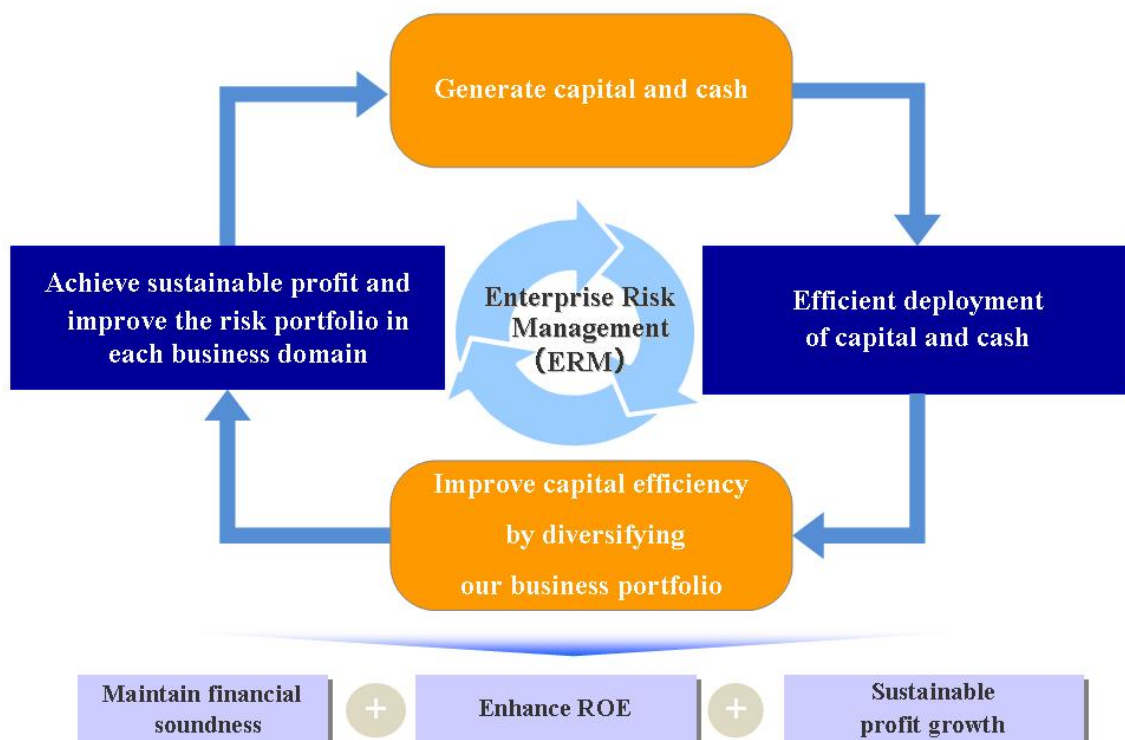 Generate capital and cash
Achieve sustainable profit and
improve the risk portfolio in
each business domain
Enterprise Risk
Management
(ERM)
Efficient deployment
of capital and cash
Improve capital efficiency
by diversifying
our business portfolio
Maintain financial
soundness
+
Enhance ROE
+
Sustainable
profit growth